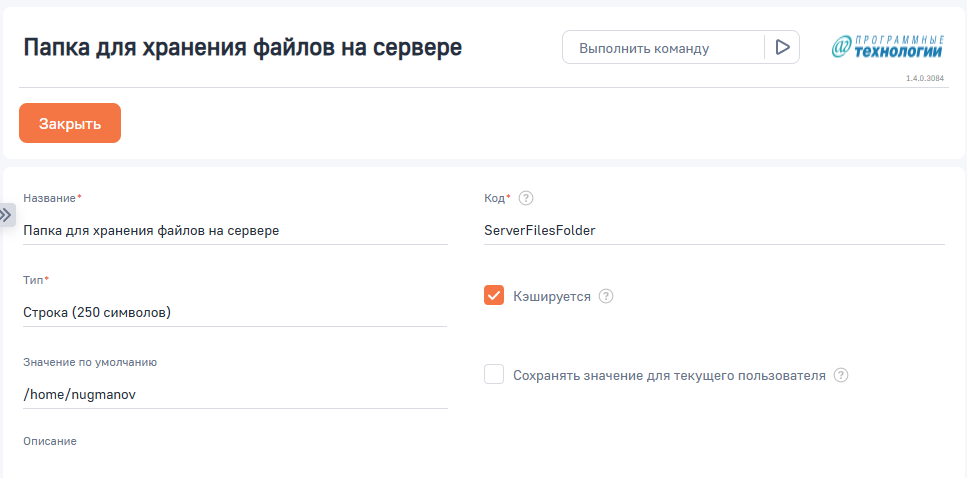 Папка для хранения файлов на сервере
Выполнить команду
ПРОГРАММНЫЕ
ТЕХНОЛОГИИ
1.4.0.3084
Закрыть
Название*
Код* ?
Папка для хранения файлов на сервере
ServerFilesFolder
Тип*
Кэшируется ?
Строка (250 символов)
Значение по умолчанию
Сохранять значение для текущего пользователя ?
/home/nugmanov
Описание